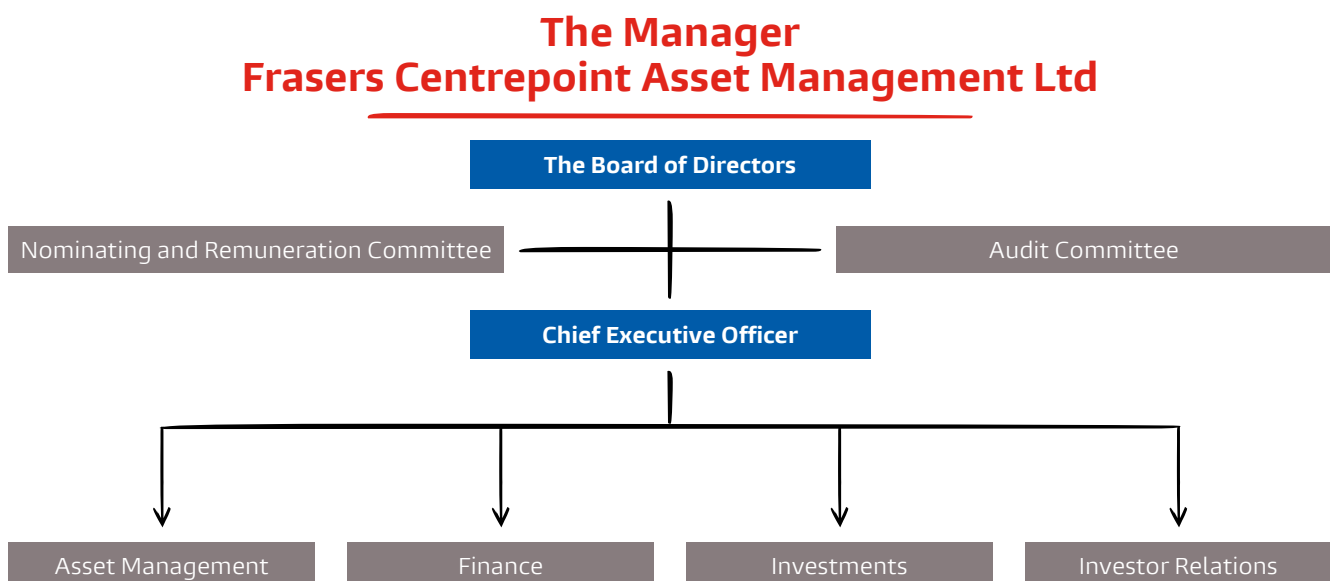 The Manager
Frasers Centrepoint Asset Management Ltd
The Board of Directors
Nominating and Remuneration Committee
Audit Committee
Chief Executive Officer
Asset Management
Finance
Investments
Investor Relations